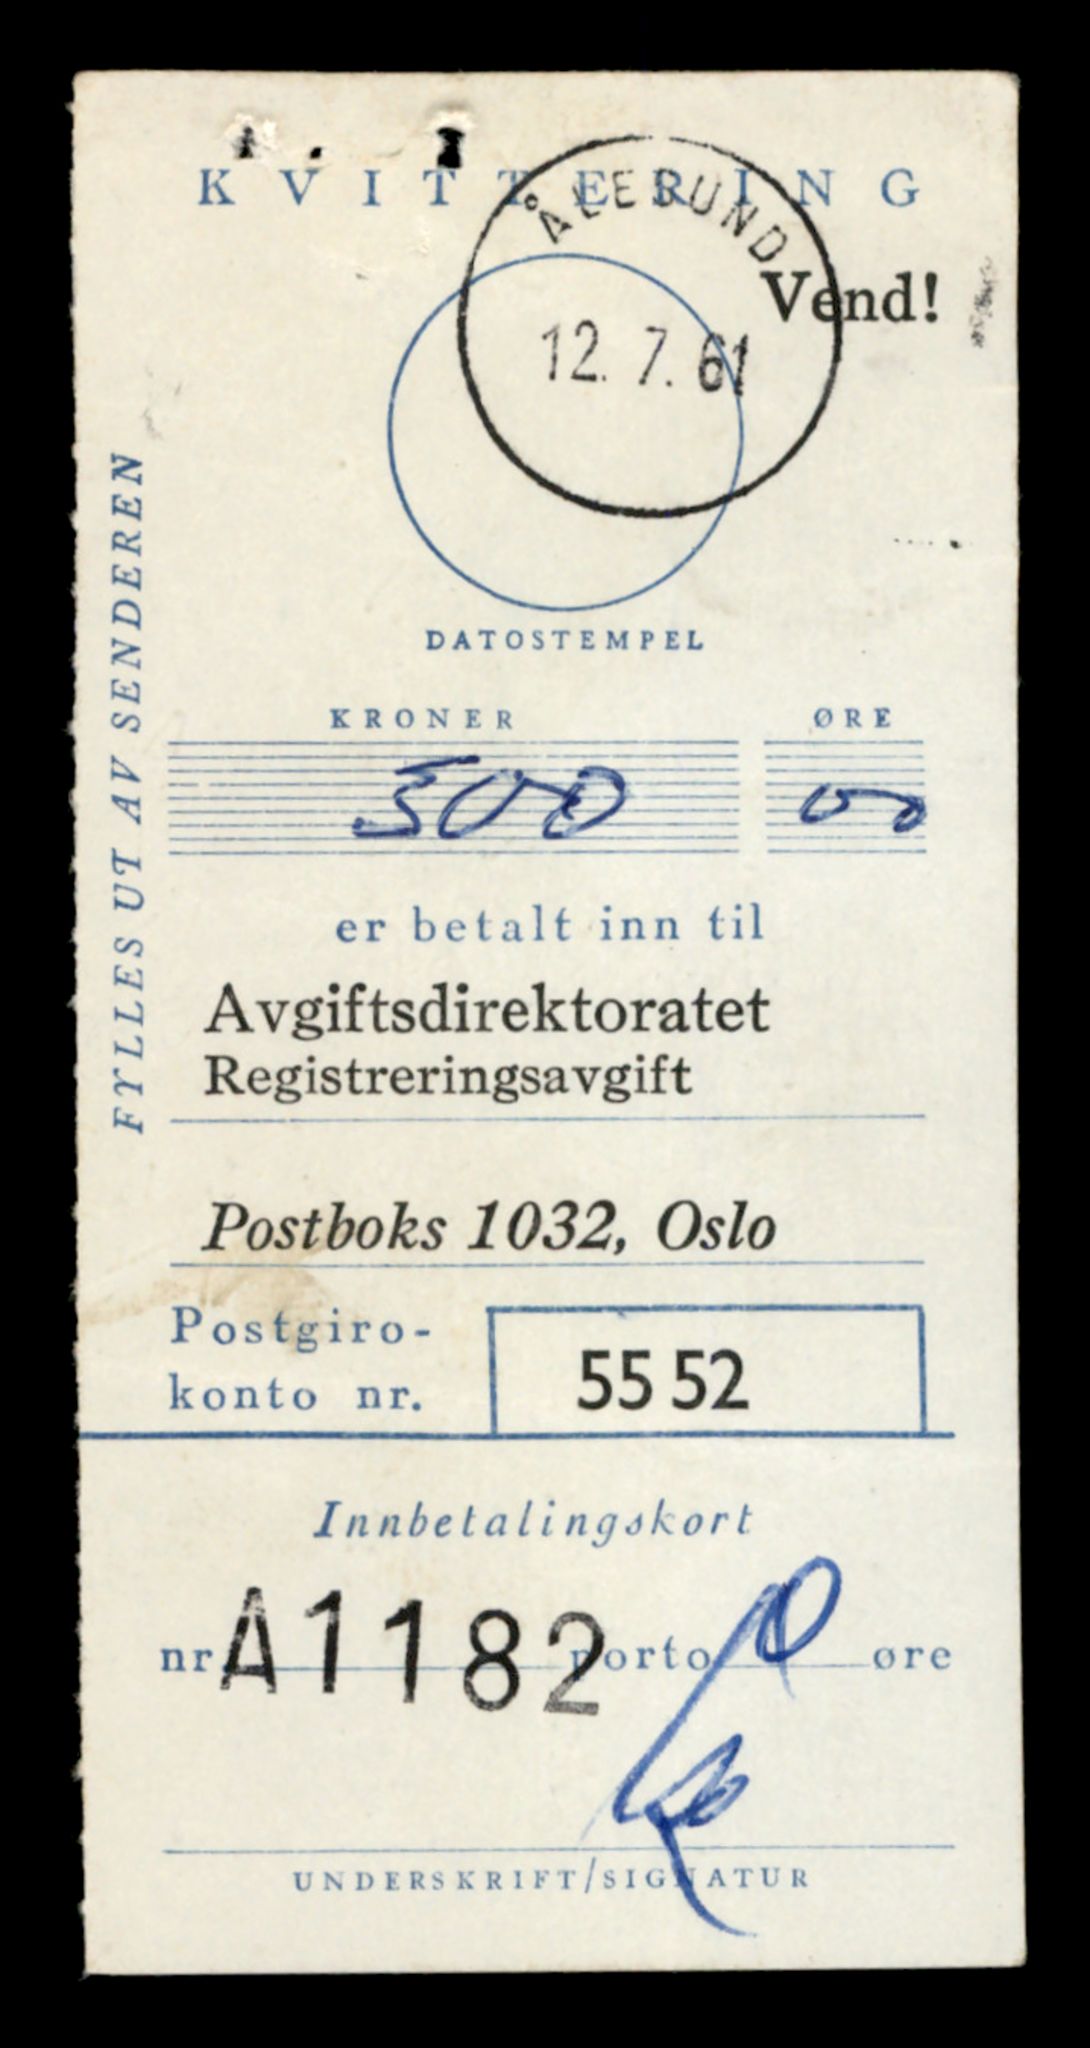 KVITTERING
ÅLESUND
Vend!
12. 7. 61
DATOSTEMPEL
FYLLES UT AV SENDEREN
KRONER ØRE
500 00
er betalt inn til
Avgiftsdirektoratet
Registreringsavgift
Postboks 1032, Oslo
Postgiro-
konto nr. 55 52
Innbetalingskort
nr. A1182 porto øre
UNDERSKRIFT/SIGNATUR